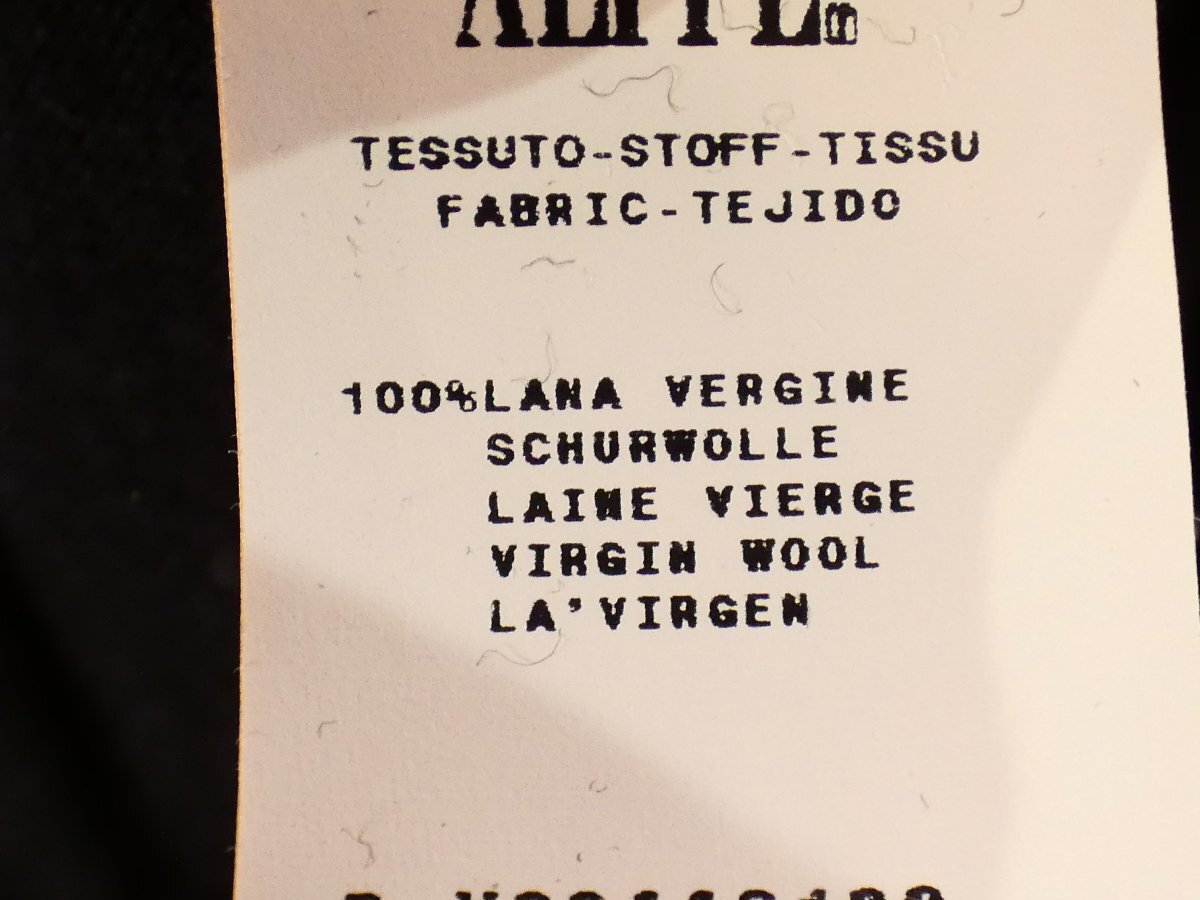 TESSUTO-STOFF-TISSU
FABRIC-TEJIDO
100%LANA VERGINE
SCHURWOLLE
LAINE VIERGE
VIRGIN WOOL
LA'VIRGEN